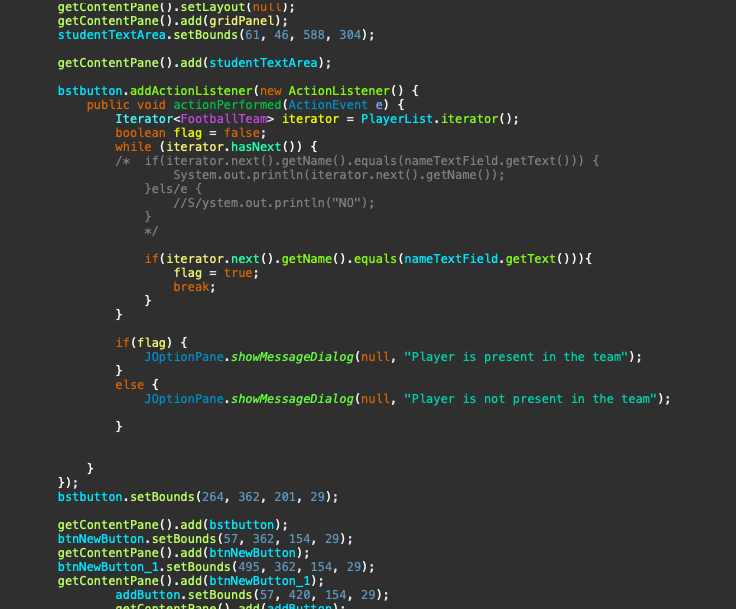 getContentPane().setLayout(null);
getContentPane().add(gridPanel);
studentTextArea.setBounds(61, 46, 588, 304);
getContentPane().add(studentTextArea);
bstbutton.addActionListener(new ActionListener() {
public void actionPerformed(ActionEvent e) {
Iterator<FootballTeam> iterator = PlayerList.iterator();
boolean flag = false;
while (iterator.hasNext()) {
/*  if(iterator.next().getName().equals(nameTextField.getText())) {
System.out.println(iterator.next().getName());
}els/e {
//S/ystem.out.println("NO");
}
*/
if(iterator.next().getName().equals(nameTextField.getText())){
flag = true;
break;
}
}
if(flag) {
JOptionPane.showMessageDialog(null, "Player is present in the team");
}
else {
JOptionPane.showMessageDialog(null, "Player is not present in the team");
}
}
});
bstbutton.setBounds(264, 362, 201, 29);
getContentPane().add(bstbutton);
btnNewButton.setBounds(57, 362, 154, 29);
getContentPane().add(btnNewButton);
btnNewButton_1.setBounds(495, 362, 154, 29);
getContentPane().add(btnNewButton_1);
addButton.setBounds(57, 420, 154, 29);
getContentPane().add(addButton);